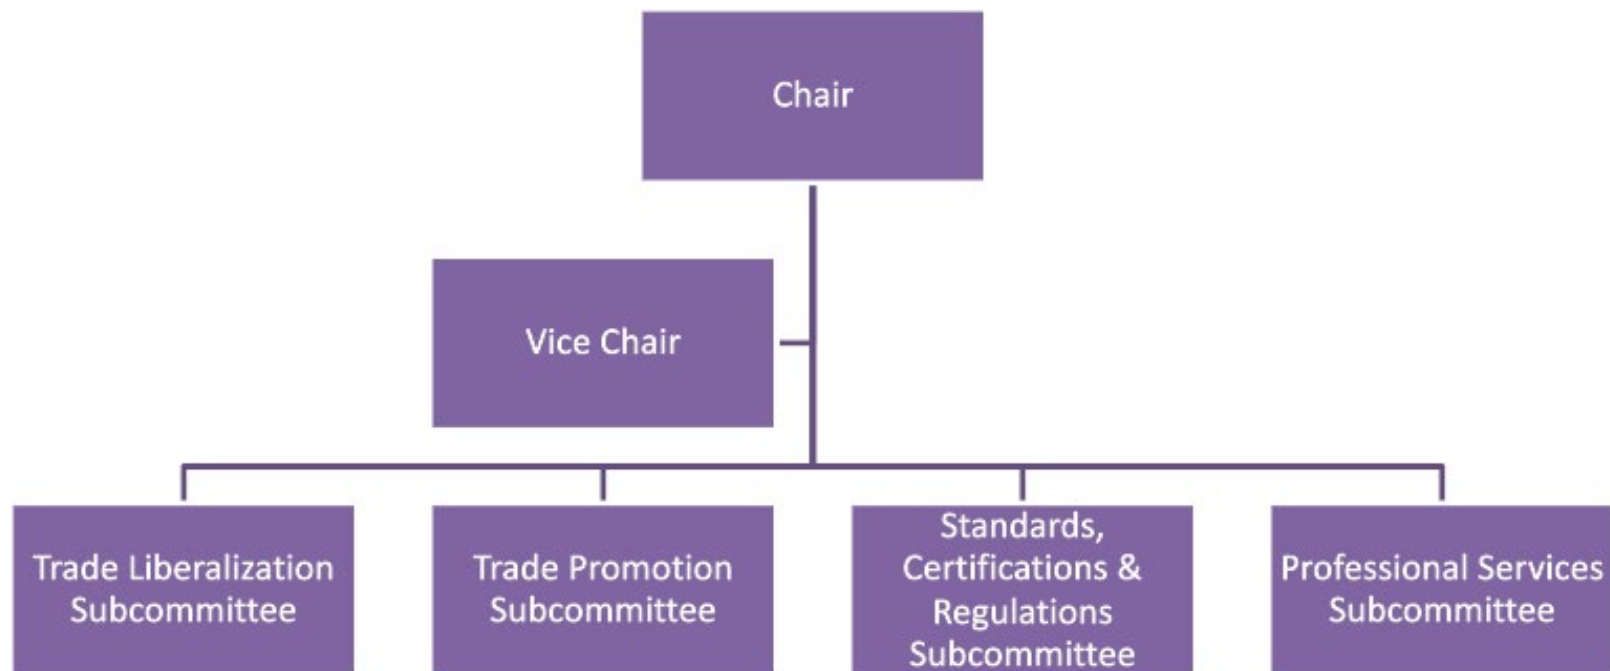 Chair
Vice Chair
Trade Liberalization
Subcommittee
Trade Promotion
Subcommittee
Standards,
Certifications &
Regulations
Subcommittee
Professional Services
Subcommittee